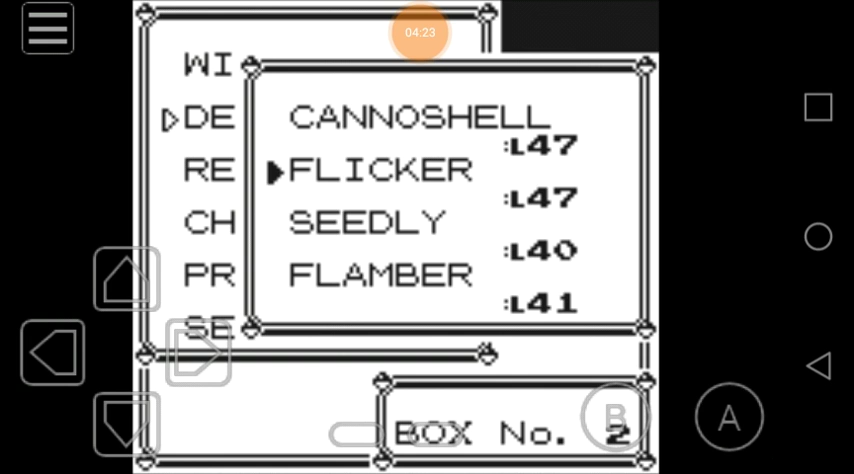 04:23
WI
DE
CANNOSHELL
:L47
RE
FLICKER
:L47
CH
SEEDLY
:L40
PR
FLAMBER
:L41
SE
BOX No. 2
B
A